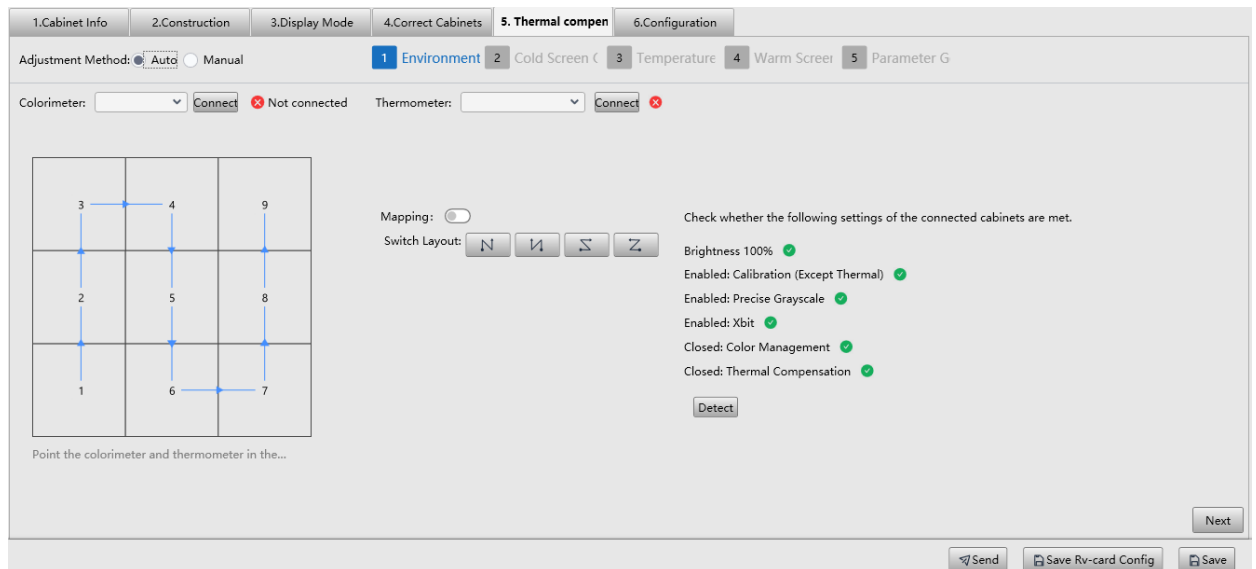 1.Cabinet Info 2.Construction 3.Display Mode 4.Correct Cabinets 5. Thermal compen 6.Configuration
Adjustment Method: Auto Manual 1 Environment 2 Cold Screen C 3 Temperature 4 Warm Screen 5 Parameter G
Colorimeter: Connect Not connected Thermometer: Connect
3 4 9
Mapping:
Switch Layout:
2 5 8
1 6 7
Point the colorimeter and thermometer in the...
Check whether the following settings of the connected cabinets are met.
Brightness 100%
Enabled: Calibration (Except Thermal)
Enabled: Precise Grayscale
Enabled: Xbit
Closed: Color Management
Closed: Thermal Compensation
Detect
Next
Send Save Rv-card Config Save